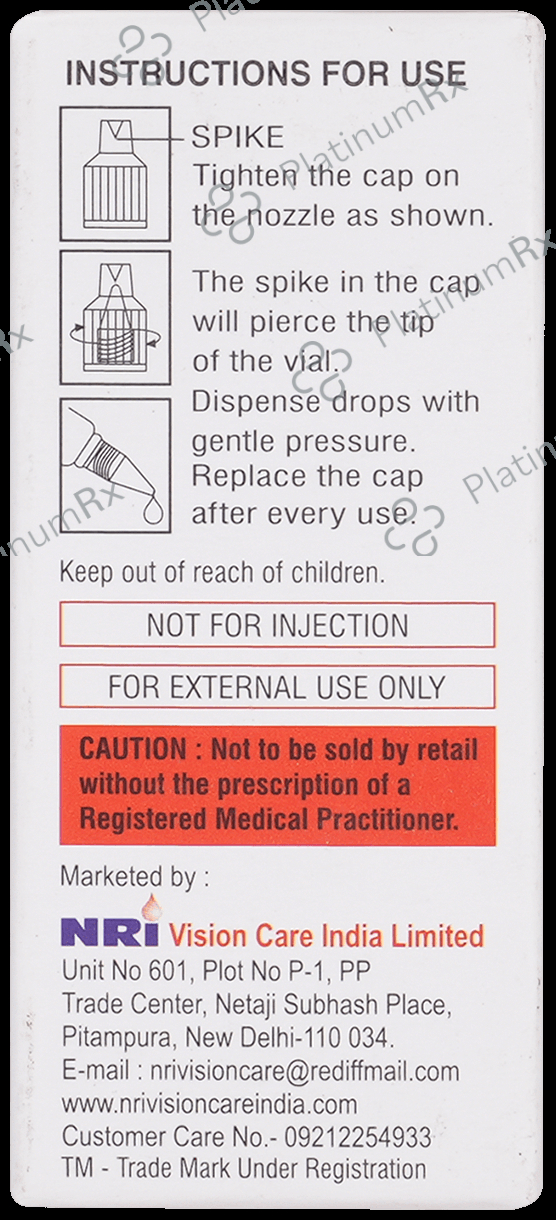 INSTRUCTIONS FOR USE
SPIKE
Tighten the cap on
the nozzle as shown.
The spike in the cap
will pierce the tip
of the vial.
Dispense drops with
gentle pressure.
Replace the cap
after every use.
Keep out of reach of children.
NOT FOR INJECTION
FOR EXTERNAL USE ONLY
CAUTION : Not to be sold by retail
without the prescription of a
Registered Medical Practitioner.
Marketed by :
NRi Vision Care India Limited
Unit No 601, Plot No P-1, PP
Trade Center, Netaji Subhash Place,
Pitampura, New Delhi-110 034.
E-mail : nrivisioncare@rediffmail.com
www.nrivisioncareindia.com
Customer Care No.- 09212254933
TM - Trade Mark Under Registration
PlatinumRx
PlatinumRx